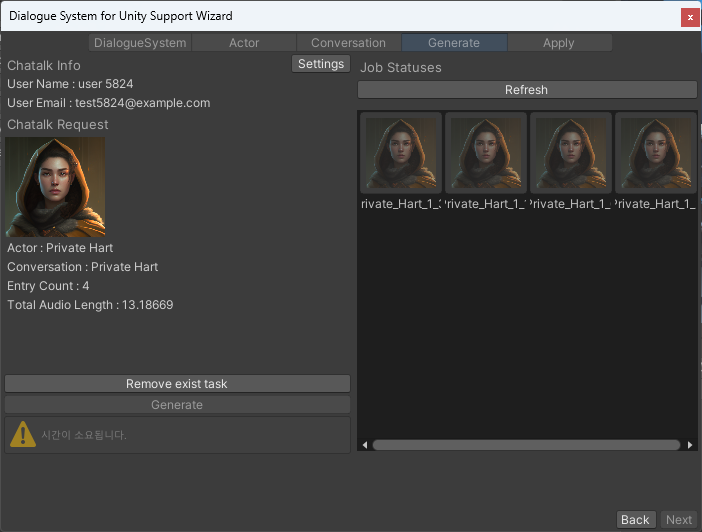 Dialogue System for Unity Support Wizard
x
DialogueSystem Actor Conversation Generate Apply
Chatalk Info
Settings
User Name : user 5824
User Email : test5824@example.com
Chatalk Request
Actor : Private Hart
Conversation : Private Hart
Entry Count : 4
Total Audio Length : 13.18669
Remove exist task
Generate
시간이 소요됩니다.
Job Statuses
Refresh
rivate_Hart_1_
rivate_Hart_1_
Private_Hart_1_
Private_Hart_1_
Back Next